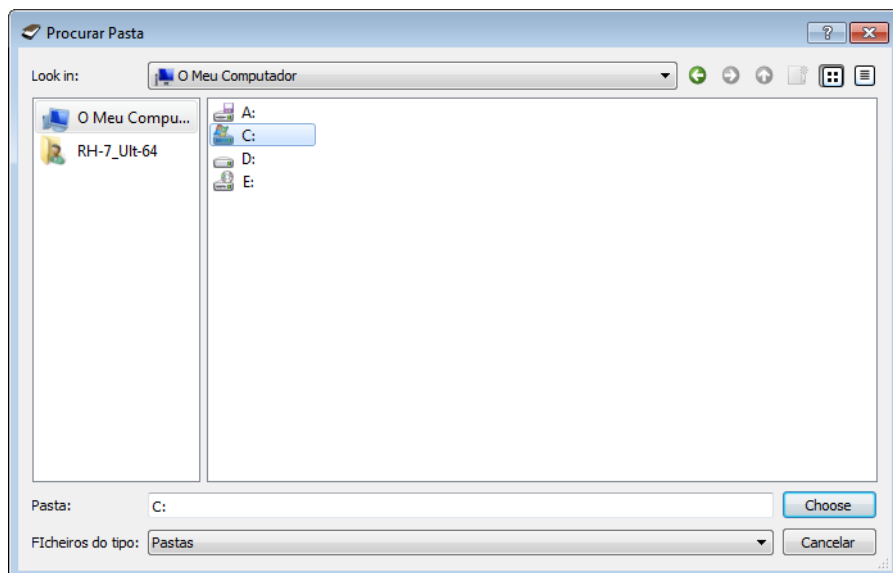 Procurar Pasta
Look in: O Meu Computador
O Meu Compu...
RH-7_Ult-64
A:
C:
D:
E:
Pasta: C: Choose
FIcheiros do tipo: Pastas Cancelar